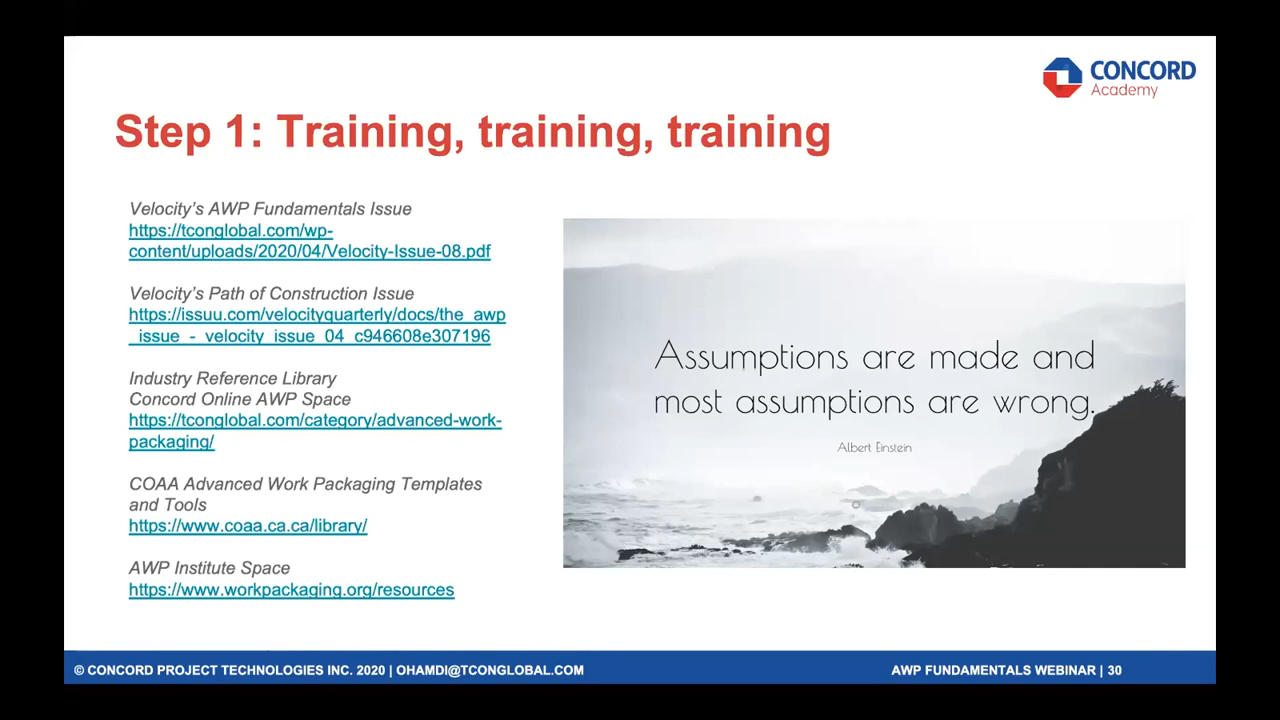 CONCORD
Academy
Step 1: Training, training, training
Velocity's AWP Fundamentals Issue
https://tconglobal.com/wp-
content/uploads/2020/04/Velocity-Issue-08.pdf
Velocity's Path of Construction Issue
https://issuu.com/velocityquarterly/docs/the_awp
_issue_-_velocity_issue_04_c946608e307196
Industry Reference Library
Concord Online AWP Space
https://tconglobal.com/category/advanced-work-
packaging/
COAA Advanced Work Packaging Templates
and Tools
https://www.coaa.ca.ca/library/
AWP Institute Space
https://www.workpackaging.org/resources
Assumptions are made and
most assumptions are wrong.
Albert Einstein
© CONCORD PROJECT TECHNOLOGIES INC. 2020 | OHAMDI@TCONGLOBAL.COM
AWP FUNDAMENTALS WEBINAR | 30